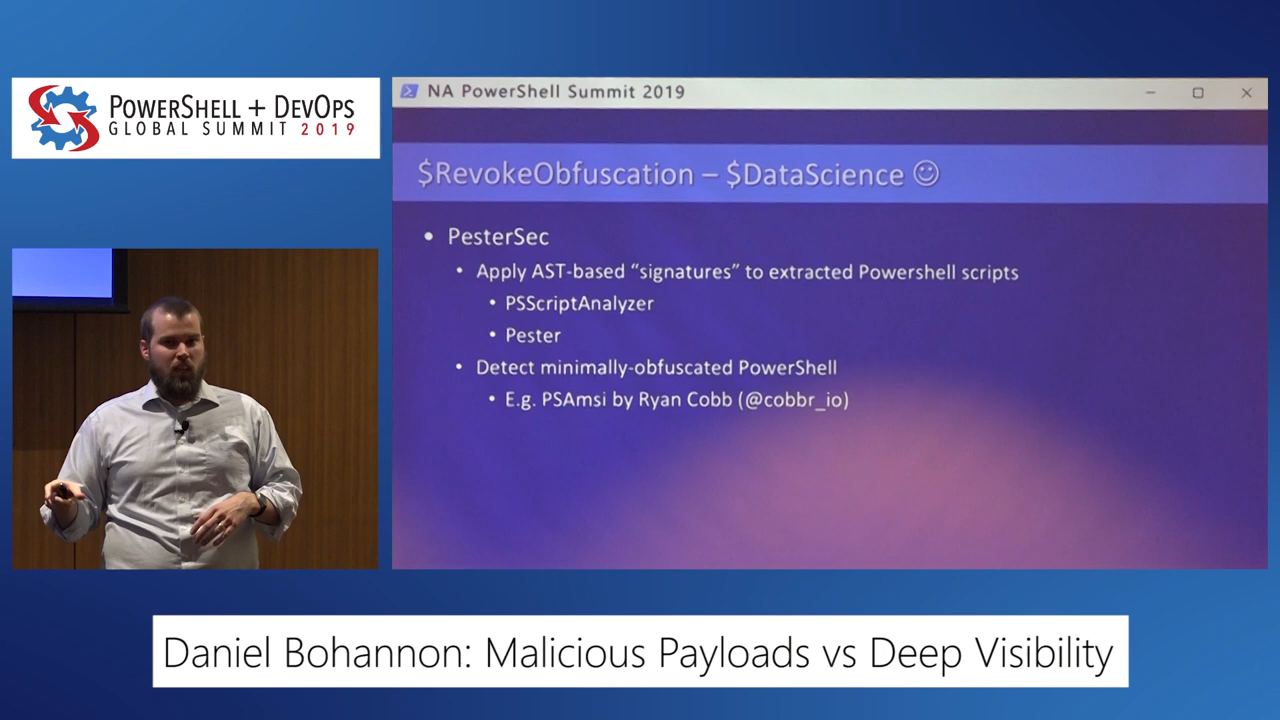 POWERSHELL + DEVOPS
GLOBAL SUMMIT 2019
NA PowerShell Summit 2019
$RevokeObfuscation – $DataScience ☺
• PesterSec
• Apply AST-based “signatures” to extracted Powershell scripts
• PSScriptAnalyzer
• Pester
• Detect minimally-obfuscated PowerShell
• E.g. PSAmsi by Ryan Cobb (@cobbr_io)
Daniel Bohannon: Malicious Payloads vs Deep Visibility